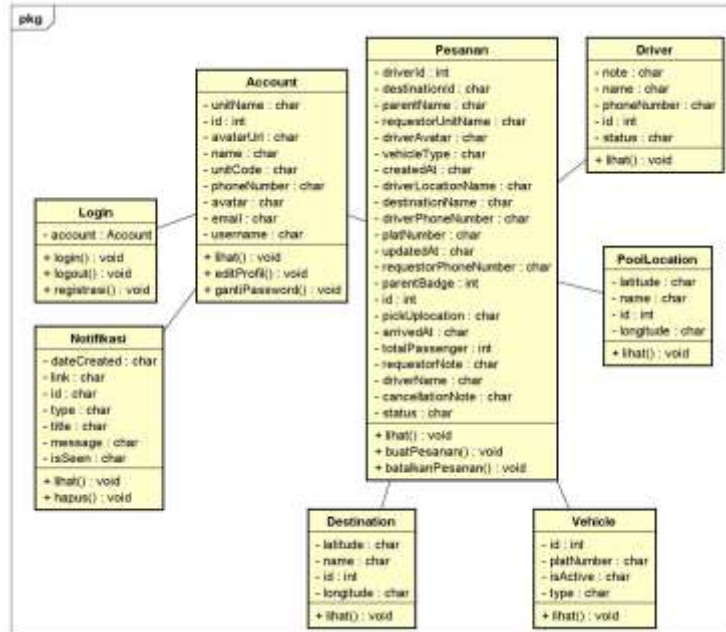 pkg
Pesanan
- driverId : int
- destinationId : char
- parentName : char
- requestorUnitName : char
- driverAvatar : char
- vehicleType : char
- createdAt : char
- driverLocationName : char
- destinationName : char
- driverPhoneNumber : char
- platNumber : char
- updatedAt : char
- requestorPhoneNumber : char
- parentBadge : int
- id : int
- pickUplocation : char
- arrivedAt : char
- totalPassenger : int
- requestorNote : char
- driverName : char
- cancellationNote : char
- status : char
+ lihat() : void
+ buatPesanan() : void
+ batalkanPesanan() : void
Driver
- note : char
- name : char
- phoneNumber : char
- id : int
- status : char
+ lihat() : void
Account
- unitName : char
- id : int
- avatarUrl : char
- name : char
- unitCode : char
- phoneNumber : char
- avatar : char
- email : char
- username : char
+ lihat() : void
+ editProfil() : void
+ gantiPassword() : void
Login
- account : Account
+ login() : void
+ logout() : void
+ registrasi() : void
PoolLocation
- latitude : char
- name : char
- id : int
- longitude : char
+ lihat() : void
Notifikasi
- dateCreated : char
- link : char
- id : char
- type : char
- title : char
- message : char
- isSeen : char
+ lihat() : void
+ hapus() : void
Destination
- latitude : char
- name : char
- id : int
- longitude : char
+ lihat() : void
Vehicle
- id : int
- platNumber : char
- isActive : char
- type : char
+ lihat() : void